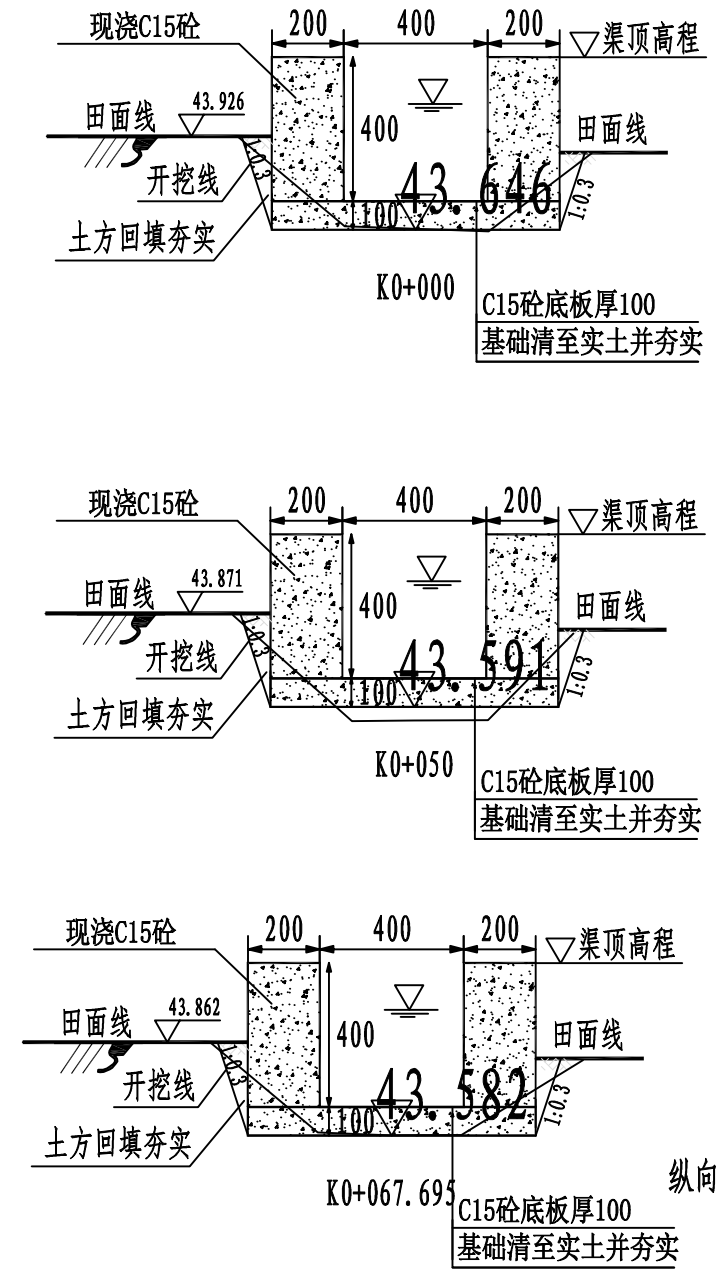 现浇C15砼
200
400
200
渠顶高程
43.926
田面线
400
田面线
开挖线
1:0.3
43.646
1:0.3
土方回填夯实
100
K0+000
C15砼底板厚100
基础清至实土并夯实
现浇C15砼
200
400
200
渠顶高程
43.871
田面线
400
田面线
开挖线
1:0.3
43.591
1:0.3
土方回填夯实
100
K0+050
C15砼底板厚100
基础清至实土并夯实
现浇C15砼
200
400
200
渠顶高程
43.862
田面线
400
田面线
开挖线
1:0.3
43.582
1:0.3
土方回填夯实
100
纵向
K0+067.695
C15砼底板厚100
基础清至实土并夯实